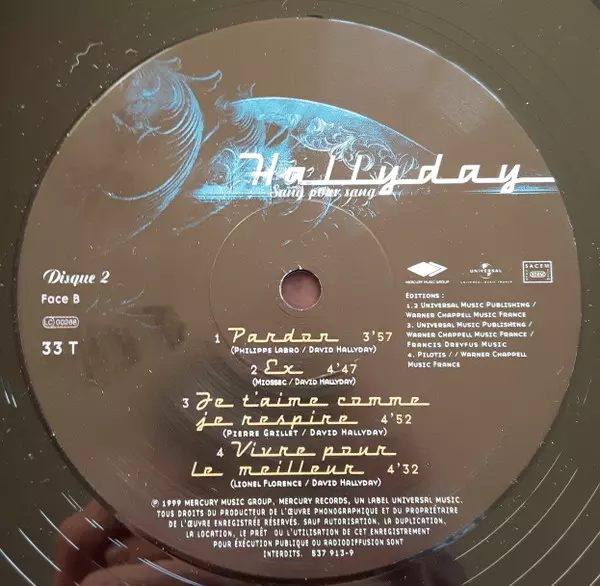 Hallyday
Sang pour sang
Disque 2
Face B
LC 00268
33 T
MERCURY MUSIC GROUP
UNIVERSAL
UNIVERSAL MUSIC FRANCE
SACEM
EDITIONS :
1.2 UNIVERSAL MUSIC PUBLISHING /
WARNER CHAPPELL MUSIC FRANCE
3. UNIVERSAL MUSIC PUBLISHING /
WARNER CHAPPELL MUSIC FRANCE /
FRANCIS DREYFUS MUSIC
4. PILOTIS / / WARNER CHAPPELL
MUSIC FRANCE
1 Pardon 3'57
(PHILIPPE LABRO / DAVID HALLYDAY)
2 Ex 4'47
(MIOSSEC / DAVID HALLYDAY)
3 Je t'aime comme
je respire 4'52
(PIERRE GRILLET / DAVID HALLYDAY)
4 Vivre pour
le meilleur 4'32
(LIONEL FLORENCE / DAVID HALLYDAY)
℗ 1999 MERCURY MUSIC GROUP, MERCURY RECORDS, UN LABEL UNIVERSAL MUSIC.
TOUS DROITS DU PRODUCTEUR DE L'ŒUVRE PHONOGRAPHIQUE ET DU PROPRIÉTAIRE
DE L'ŒUVRE ENREGISTRÉE RÉSERVÉS. SAUF AUTORISATION, LA DUPLICATION,
LA LOCATION, LE PRÊT OU L'UTILISATION DE CET ENREGISTREMENT
POUR EXÉCUTION PUBLIQUE OU RADIODIFFUSION SONT
INTERDITS. 537 913-9